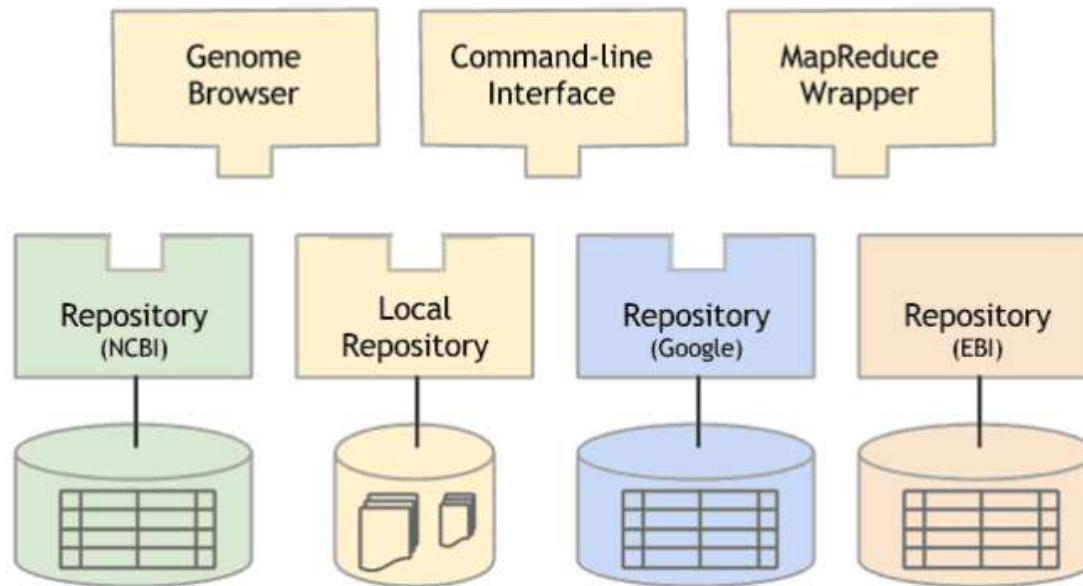 Genome
Browser
Command-line
Interface
MapReduce
Wrapper
Repository
(NCBI)
Local
Repository
Repository
(Google)
Repository
(EBI)